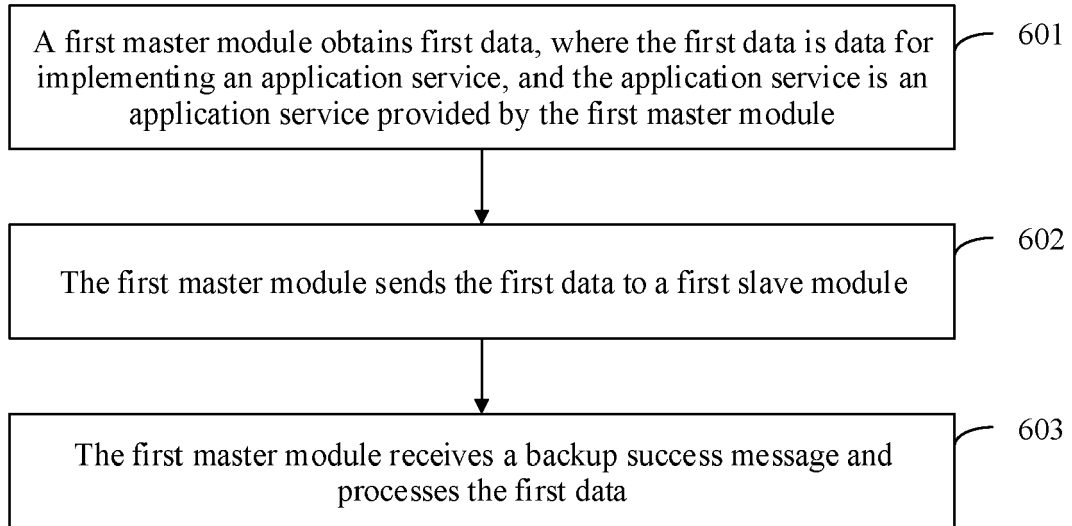 A first master module obtains first data, where the first data is data for
implementing an application service, and the application service is an
application service provided by the first master module
601
The first master module sends the first data to a first slave module
602
The first master module receives a backup success message and
processes the first data
603